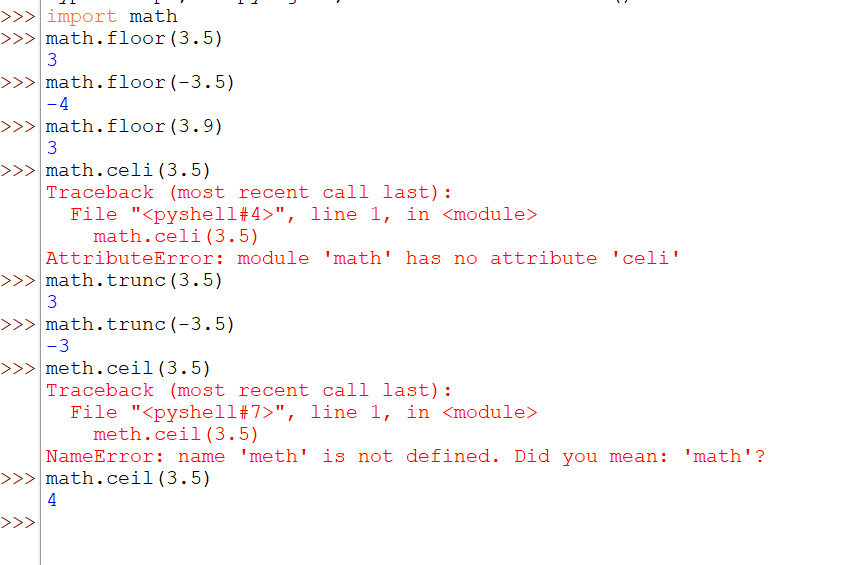 >>> import math
>>> math.floor(3.5)
3
>>> math.floor(-3.5)
-4
>>> math.floor(3.9)
3
>>> math.celi(3.5)
Traceback (most recent call last):
  File "<pyshell#4>", line 1, in <module>
    math.celi(3.5)
AttributeError: module 'math' has no attribute 'celi'
>>> math.trunc(3.5)
3
>>> math.trunc(-3.5)
-3
>>> meth.ceil(3.5)
Traceback (most recent call last):
  File "<pyshell#7>", line 1, in <module>
    meth.ceil(3.5)
NameError: name 'meth' is not defined. Did you mean: 'math'?
>>> math.ceil(3.5)
4
>>>